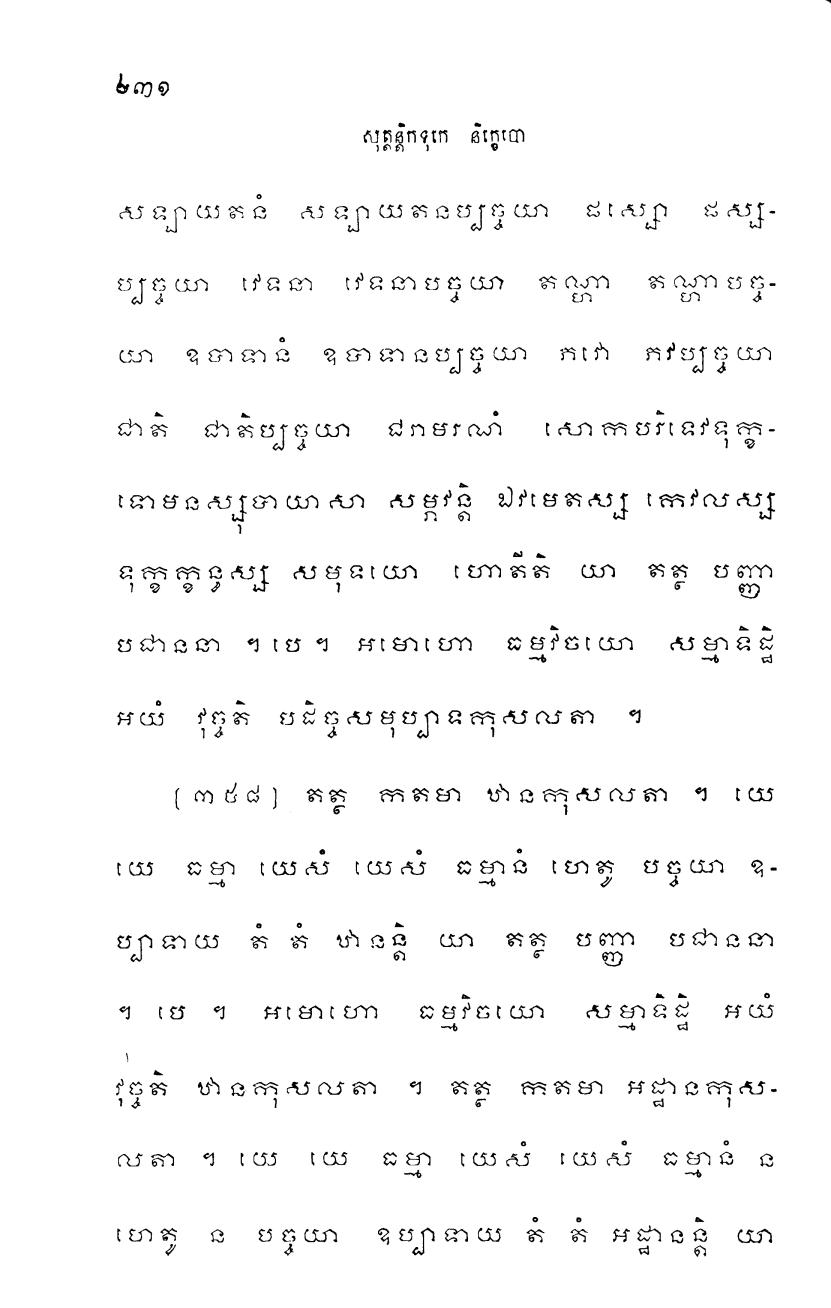 ២៣១
សុត្តន្តិកទុកេ និក្ខេបោ
សឡាយតនំ សឡាយតនប្បច្ចយា ផស្សោ ផស្ស-
ប្បច្ចយា វេទនា វេទនាបច្ចយា តណ្ហា តណ្ហាបច្ច-
យា ឧបាទានំ ឧបាទានប្បច្ចយា ភវោ ភវប្បច្ចយា
ជាតិ ជាតិប្បច្ចយា ជរាមរណំ សោកបរិទេវទុក្ខ-
ទោមនស្សុបាយាសា សម្ភវន្តិ ឯវមេតស្ស កេវលស្ស
ទុក្ខក្ខន្ធស្ស សមុទយោ ហោតីតិ យា តត្ថ បញ្ញា
បជាននា ។ បេ ។ អមោហោ ធម្មវិចយោ សម្មាទិដ្ឋិ
អយំ វុច្ចតិ បដិច្ចសមុប្បាទកុសលតា ។
[៣៥៨] តត្ថ កតមា ឋានកុសលតា ។ យេ
យេ ធម្មា យេសំ យេសំ ធម្មានំ ហេតូ បច្ចយា ឧ-
ប្បាទាយ តំ តំ ឋានន្តិ យា តត្ថ បញ្ញា បជាននា
។ បេ ។ អមោហោ ធម្មវិចយោ សម្មាទិដ្ឋិ អយំ
វុច្ចតិ ឋានកុសលតា ។ តត្ថ កតមា អដ្ឋានកុស-
លតា ។ យេ យេ ធម្មា យេសំ យេសំ ធម្មានំ ន
ហេតូ ន បច្ចយា ឧប្បាទាយ តំ តំ អដ្ឋានន្តិ យា